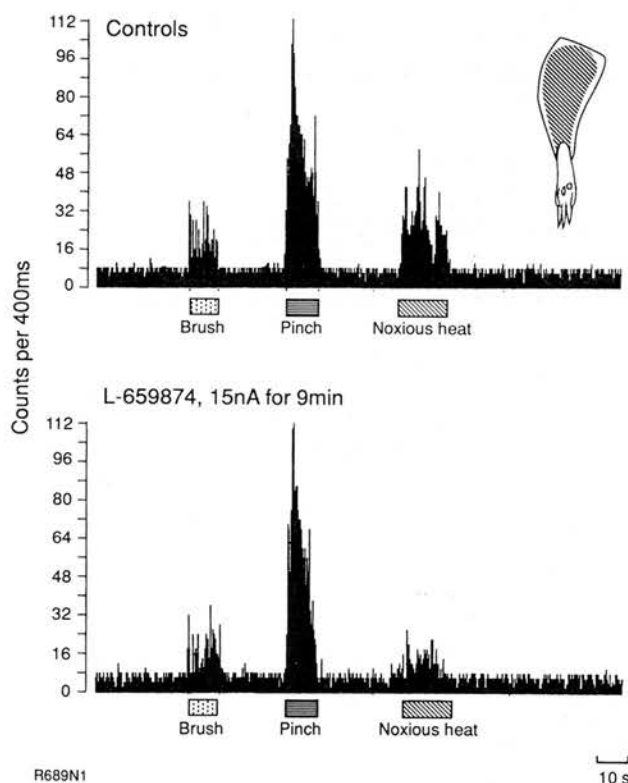 Controls
112
96
80
64
48
32
16
0
Brush
Pinch
Noxious heat
Counts per 400ms
L-659874, 15nA for 9min
112
96
80
64
48
32
16
0
Brush
Pinch
Noxious heat
R689N1
10 s